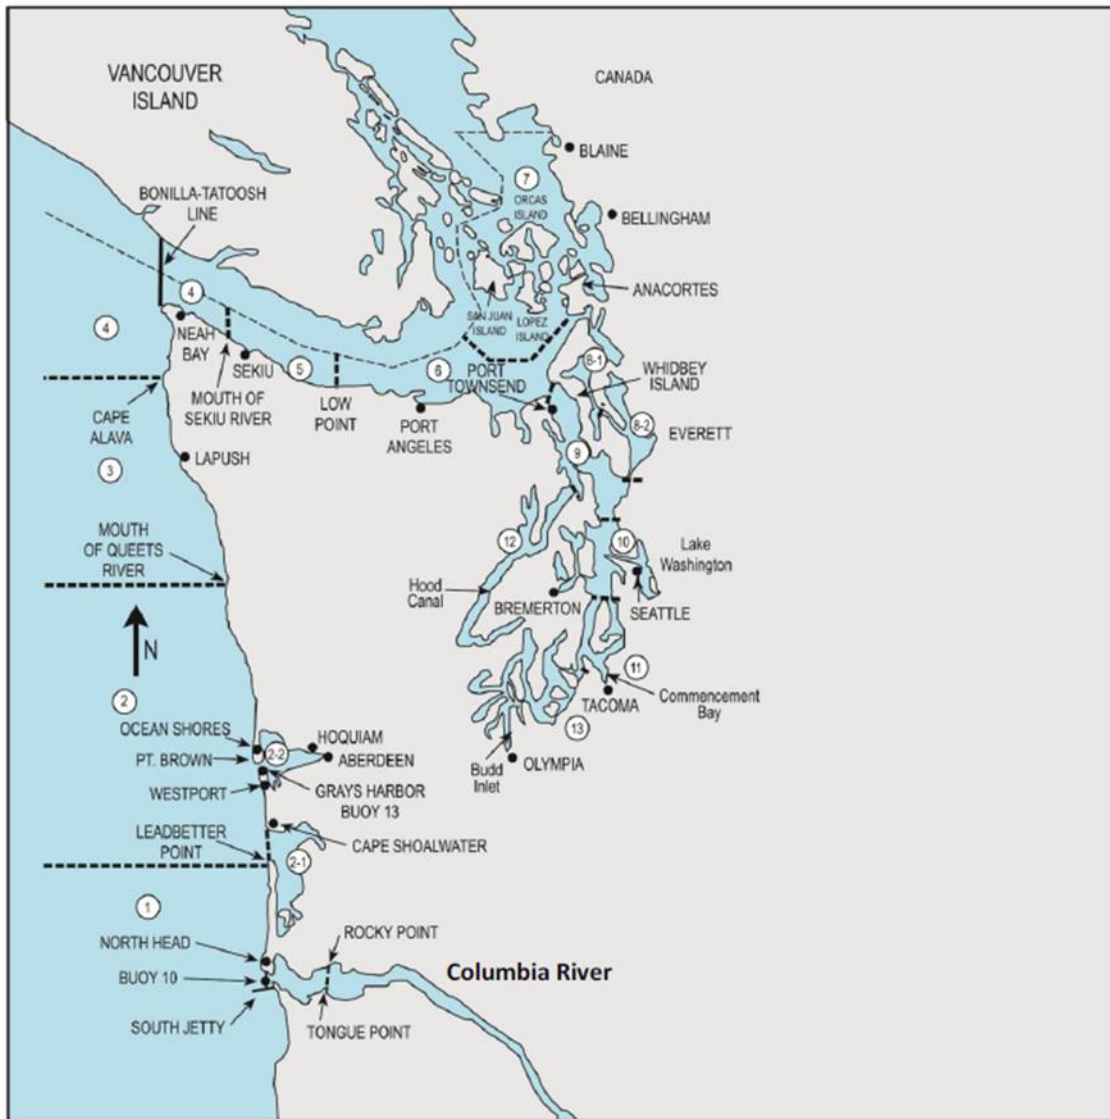 VANCOUVER
ISLAND
CANADA
BLAINE
7
ORCAS
ISLAND
BONILLA-TATOOSH
LINE
BELLINGHAM
ANACORTES
4
4
SAN JUAN
ISLAND
LOPEZ
ISLAND
NEAH
BAY
SEKIU
5
6
PORT
TOWNSEND
8-1
WHIDBEY
ISLAND
CAPE
ALAVA
MOUTH OF
SEKIU RIVER
LOW
POINT
PORT
ANGELES
8-2
EVERETT
3
LAPUSH
9
MOUTH
OF QUEETS
RIVER
12
10
Lake
Washington
Hood
Canal
BREMERTON
SEATTLE
N
11
2
TACOMA
Commencement
Bay
13
OCEAN SHORES
HOQUIAM
2-2
PT. BROWN
ABERDEEN
Budd
Inlet
OLYMPIA
WESTPORT
GRAYS HARBOR
BUOY 13
LEADBETTER
POINT
CAPE SHOALWATER
2-1
1
ROCKY POINT
NORTH HEAD
Columbia River
BUOY 10
SOUTH JETTY
TONGUE POINT